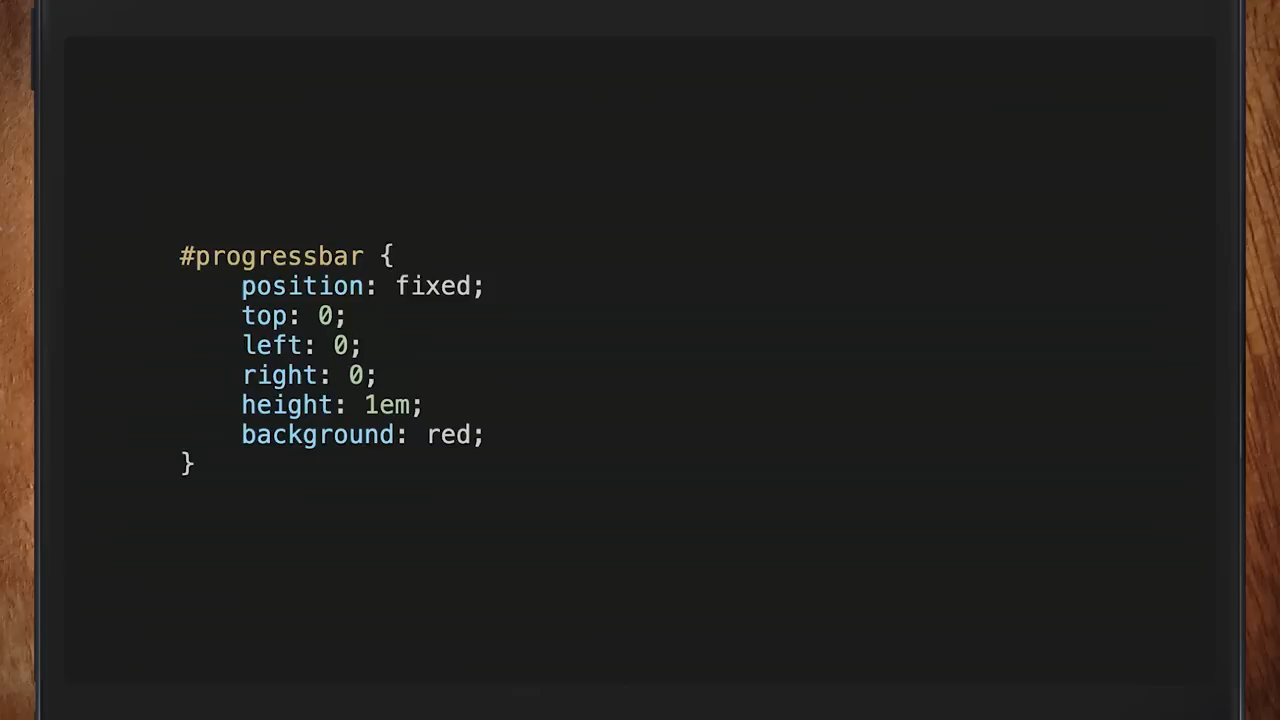 #progressbar {
    position: fixed;
    top: 0;
    left: 0;
    right: 0;
    height: 1em;
    background: red;
}